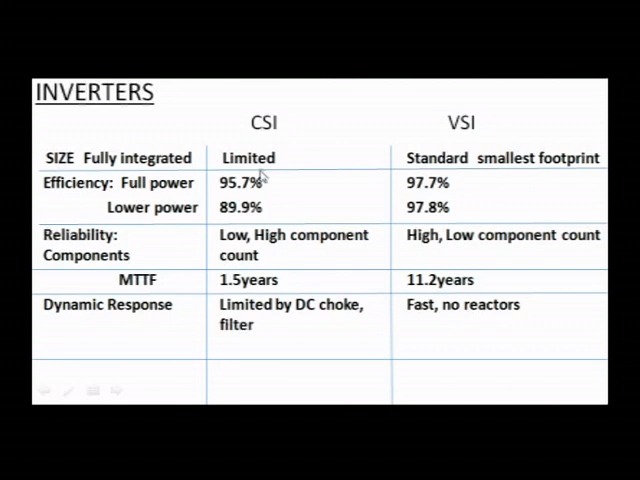 INVERTERS
CSI VSI
SIZE Fully integrated Limited Standard smallest footprint
Efficiency: Full power 95.7% 97.7%
Lower power 89.9% 97.8%
Reliability: Low, High component High, Low component count
Components count
MTTF 1.5years 11.2years
Dynamic Response Limited by DC choke, Fast, no reactors
filter